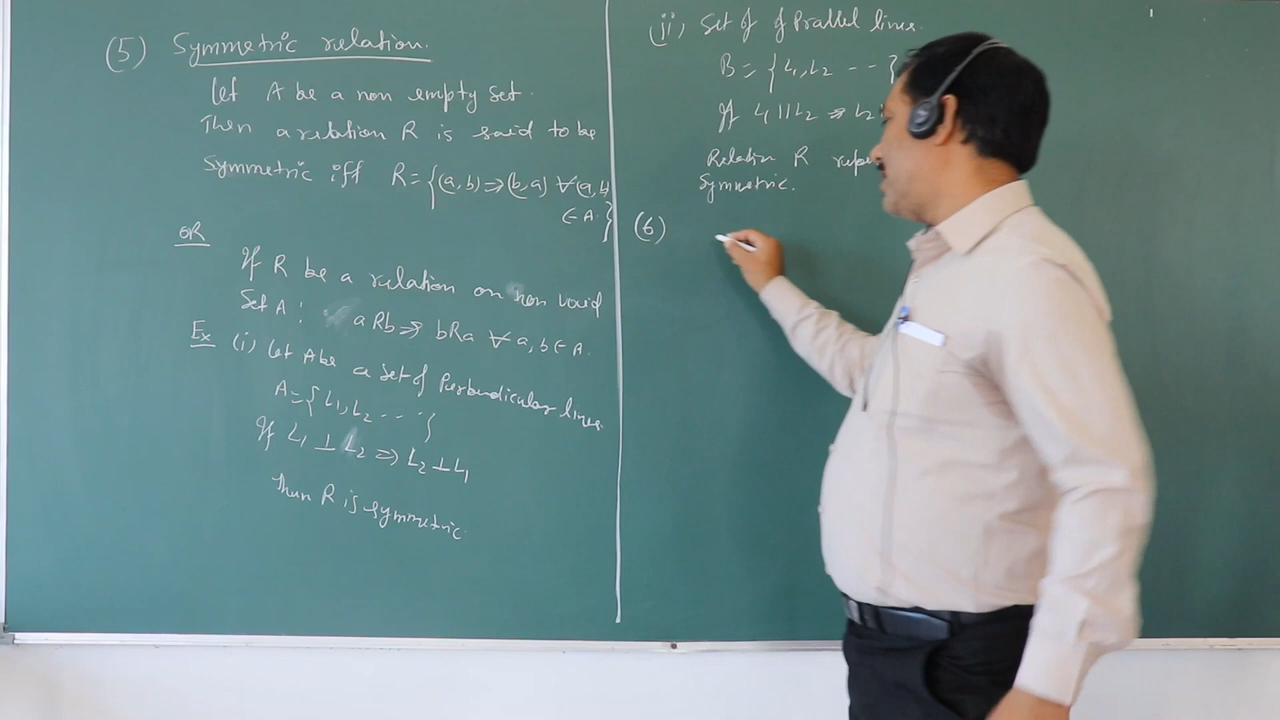 (5) Symmetric relation.
Let A be a non empty set.
Then a relation R is said to be
Symmetric iff R = {(a, b) ⇒ (b, a) ∀ (a, b)
∈ A.}
OR
If R be a relation on non void
Set A : aRb ⇒ bRa ∀ a, b ∈ A.
Ex (i) Let A be a set of Perbendicular lines.
A = { L₁, L₂ - - - }
If L₁ ⊥ L₂ ⇒ L₂ ⊥ L₁
Then R is symmetric.
(ii) Set of of Prallel lines.
B = { L₁, L₂ - - }
If L₁ || L₂ ⇒ L₂
Relation R
Symmetric.
(6)